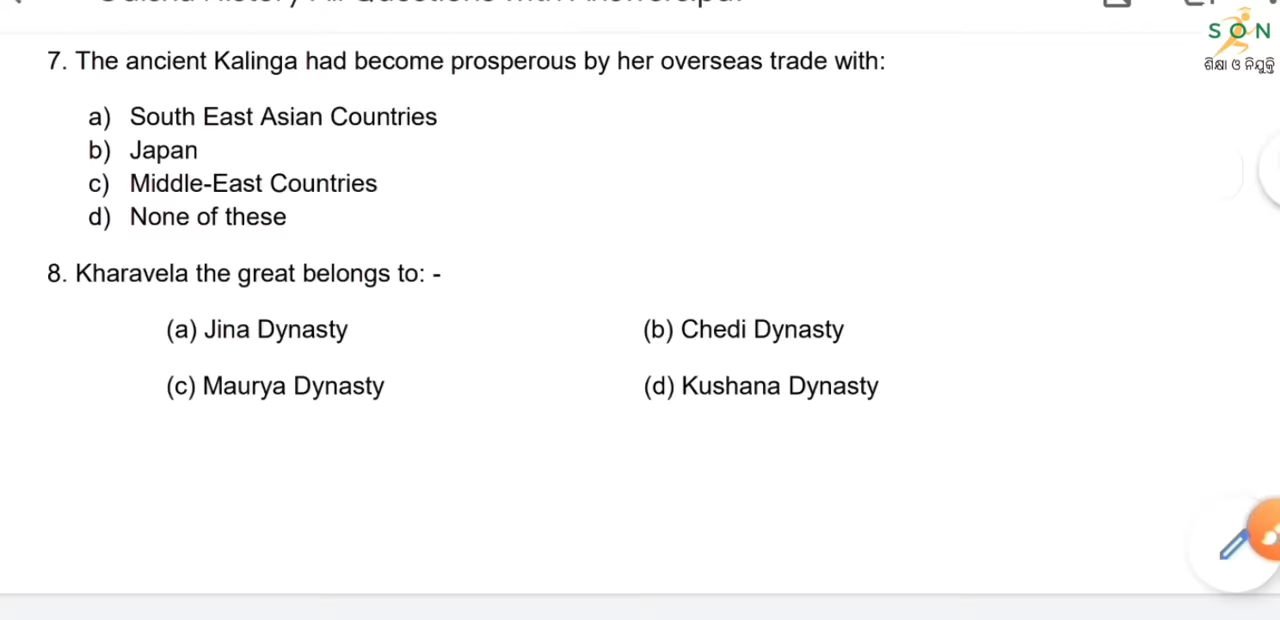 SON
ଶିକ୍ଷା ଓ ନିଯୁକ୍ତି
7. The ancient Kalinga had become prosperous by her overseas trade with:
a) South East Asian Countries
b) Japan
c) Middle-East Countries
d) None of these
8. Kharavela the great belongs to: -
(a) Jina Dynasty (b) Chedi Dynasty
(c) Maurya Dynasty (d) Kushana Dynasty